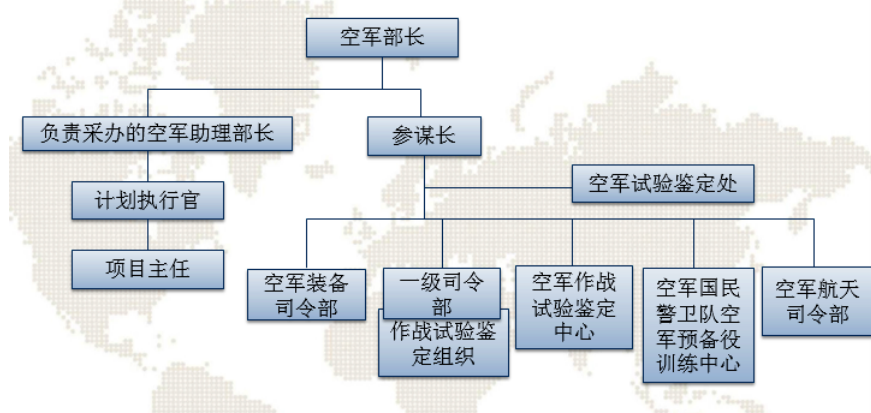 空军部长
负责采办的空军助理部长
参谋长
空军试验鉴定处
计划执行官
项目主任
空军装备
司令部
一级司令
部
作战试验鉴
定组织
空军作战
试验鉴定
中心
空军国民
警卫队空
军预备役
训练中心
空军航天
司令部